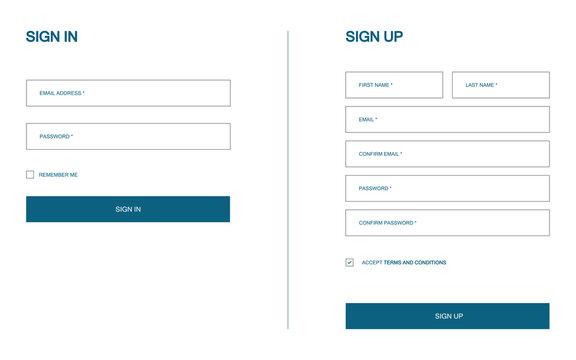 SIGN IN
EMAIL ADDRESS *
PASSWORD *
REMEMBER ME
SIGN IN
SIGN UP
FIRST NAME * LAST NAME *
EMAIL *
CONFIRM EMAIL *
PASSWORD *
CONFIRM PASSWORD *
ACCEPT TERMS AND CONDITIONS
SIGN UP